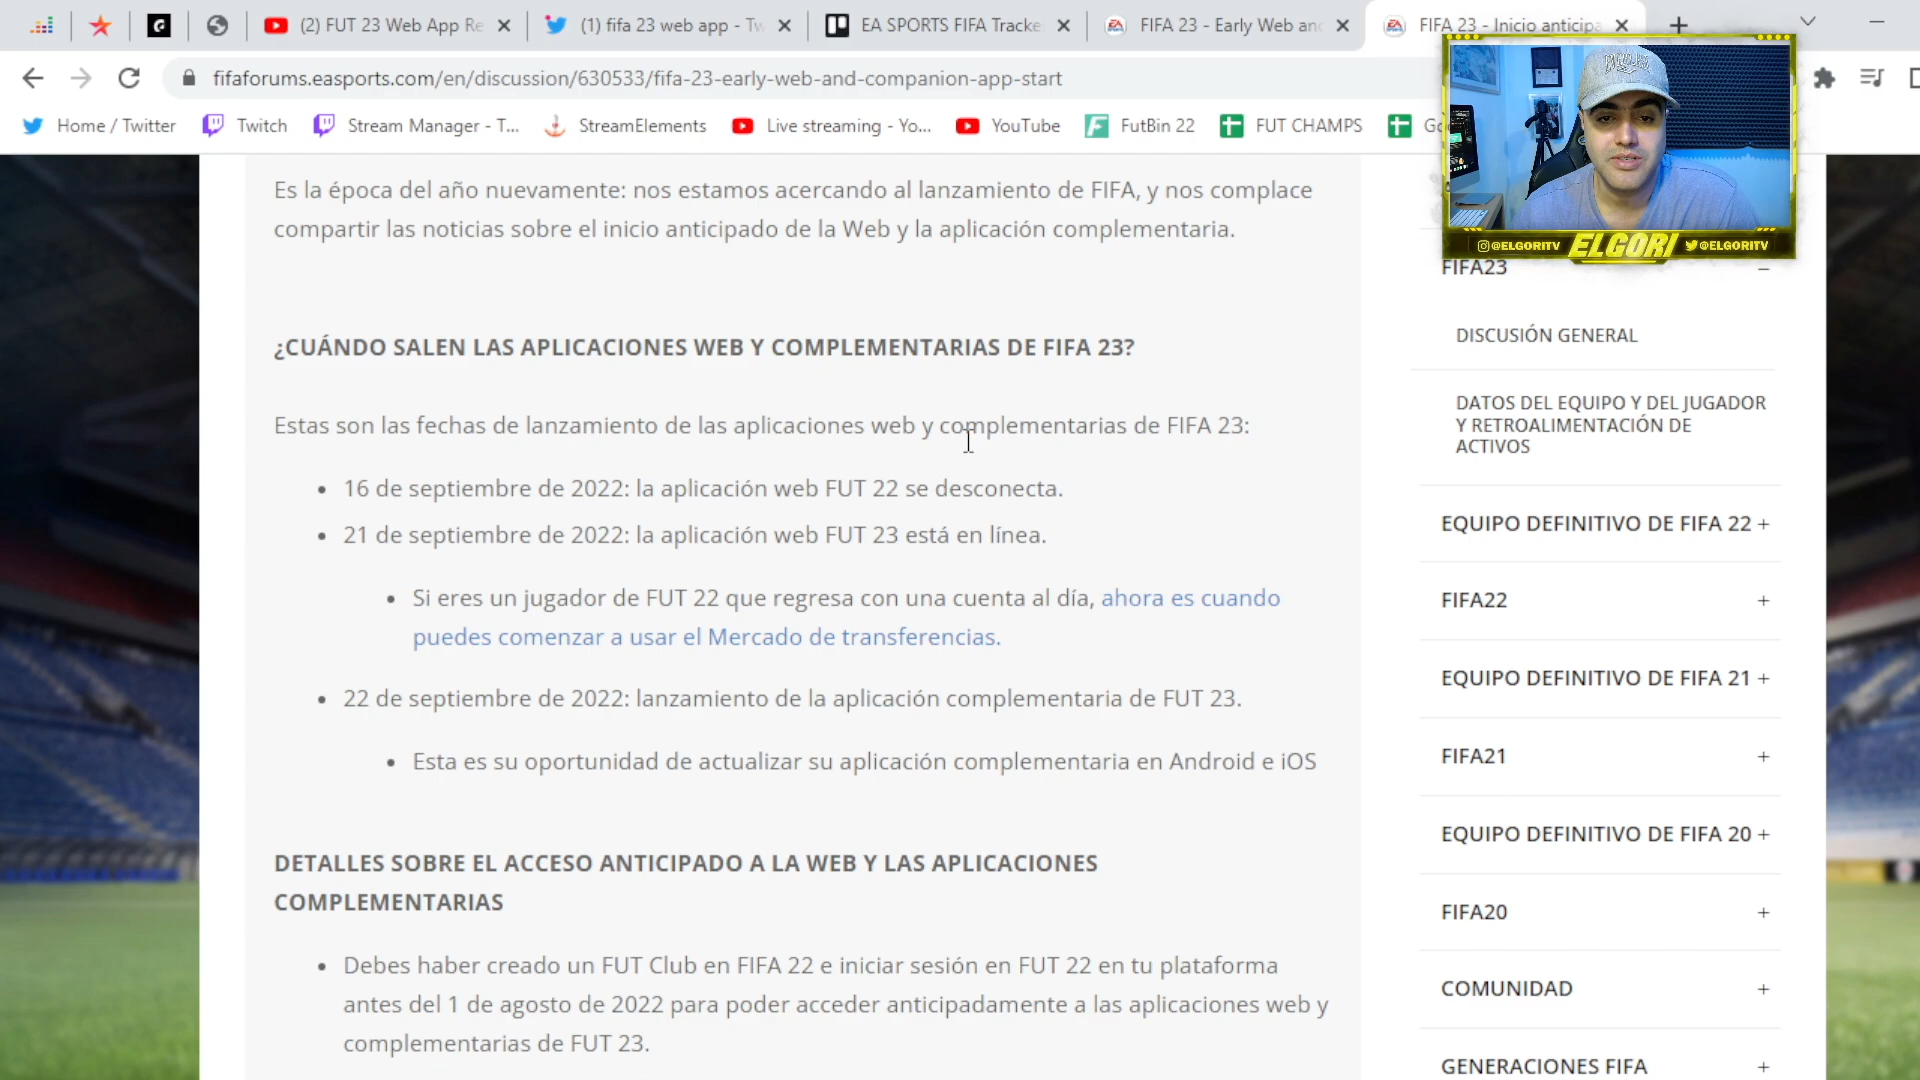 (2) FUT 23 Web App Re
(1) fifa 23 web app - Tw
EA SPORTS FIFA Tracke
FIFA 23 - Early Web an
FIFA 23 - Inicio anticipa
fifaforums.easports.com/en/discussion/630533/fifa-23-early-web-and-companion-app-start
Home / Twitter
Twitch
Stream Manager - T...
StreamElements
Live streaming - Yo...
YouTube
FutBin 22
FUT CHAMPS
@ELGORITV ELGORI @ELGORITV
Es la época del año nuevamente: nos estamos acercando al lanzamiento de FIFA, y nos complace
compartir las noticias sobre el inicio anticipado de la Web y la aplicación complementaria.
¿CUÁNDO SALEN LAS APLICACIONES WEB Y COMPLEMENTARIAS DE FIFA 23?
Estas son las fechas de lanzamiento de las aplicaciones web y complementarias de FIFA 23:
• 16 de septiembre de 2022: la aplicación web FUT 22 se desconecta.
• 21 de septiembre de 2022: la aplicación web FUT 23 está en línea.
• Si eres un jugador de FUT 22 que regresa con una cuenta al día, ahora es cuando
puedes comenzar a usar el Mercado de transferencias.
• 22 de septiembre de 2022: lanzamiento de la aplicación complementaria de FUT 23.
• Esta es su oportunidad de actualizar su aplicación complementaria en Android e iOS
DETALLES SOBRE EL ACCESO ANTICIPADO A LA WEB Y LAS APLICACIONES
COMPLEMENTARIAS
• Debes haber creado un FUT Club en FIFA 22 e iniciar sesión en FUT 22 en tu plataforma
antes del 1 de agosto de 2022 para poder acceder anticipadamente a las aplicaciones web y
complementarias de FUT 23.
FIFA23 −
DISCUSIÓN GENERAL
DATOS DEL EQUIPO Y DEL JUGADOR
Y RETROALIMENTACIÓN DE
ACTIVOS
EQUIPO DEFINITIVO DE FIFA 22 +
FIFA22 +
EQUIPO DEFINITIVO DE FIFA 21 +
FIFA21 +
EQUIPO DEFINITIVO DE FIFA 20 +
FIFA20 +
COMUNIDAD +
GENERACIONES FIFA +